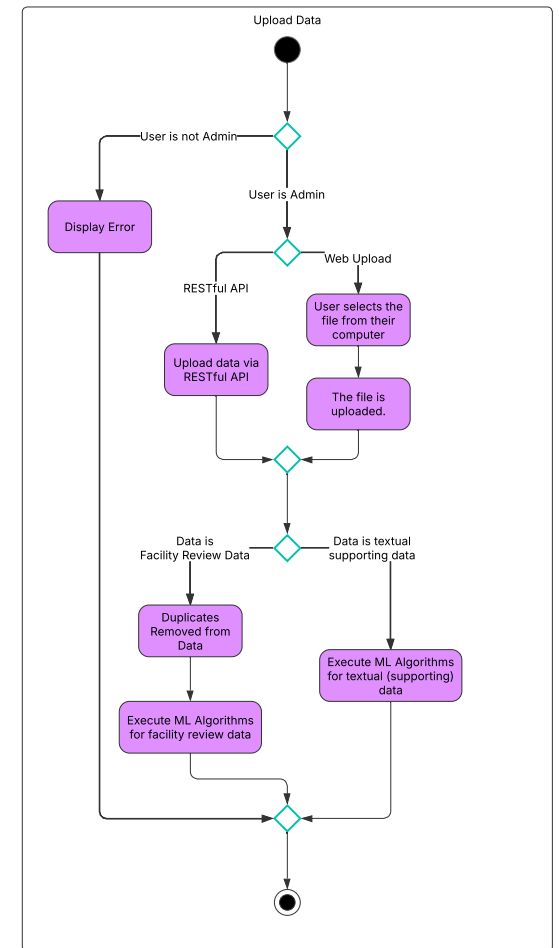 Upload Data
User is not Admin
User is Admin
Display Error
Web Upload
RESTful API
User selects the
file from their
computer
Upload data via
RESTful API
The file is
uploaded.
Data is
Facility Review Data
Data is textual
supporting data
Duplicates
Removed from
Data
Execute ML Algorithms
for textual (supporting)
data
Execute ML Algorithms
for facility review data